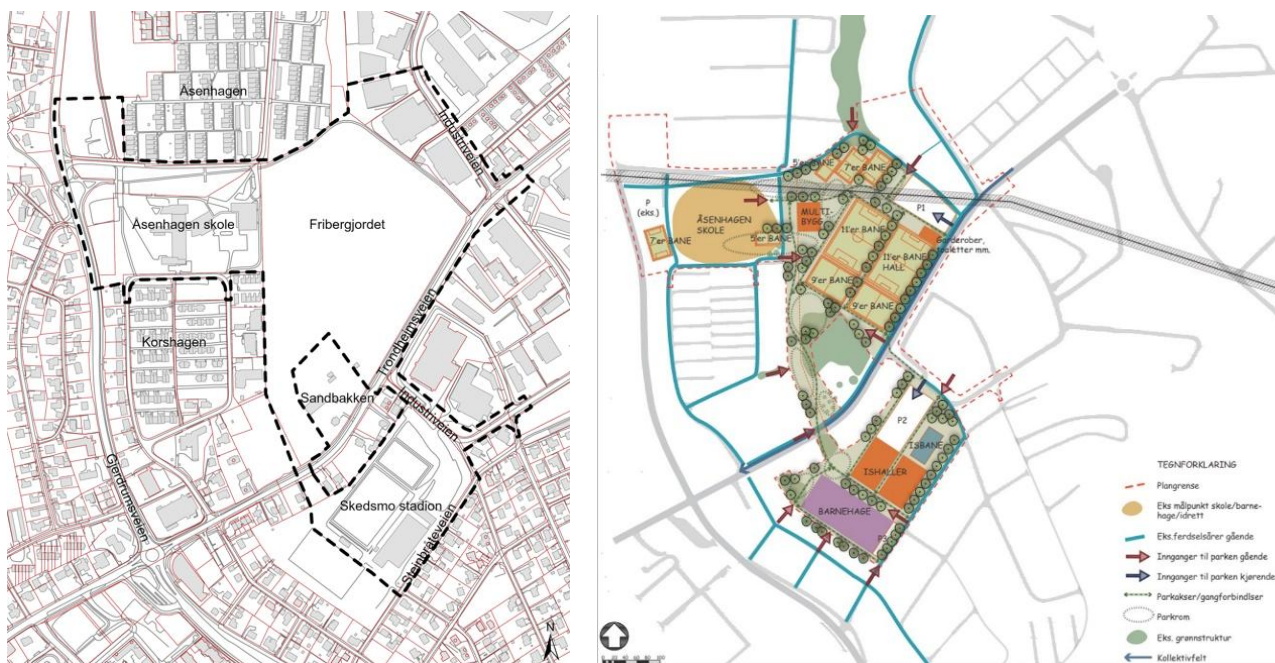 Åsenhagen
Industriveien
Åsenhagen skole
Fribergjordet
Korshagen
Trondheimsveien
Sandbakken
Industriveien
Gjerdrumsveien
Skedsmo stadion
Steinbråteveien
N
5'er BANE
7'er BANE
P
(eks.)
ÅSENHAGEN
SKOLE
MULTI-
BYGG
P1
7'er BANE
5'er BANE
11'er BANE
Garderober,
toaletter mm.
11'er BANE
HALL
9'er BANE
9'er BANE
P2
ISBANE
ISHALLER
BARNEHAGE
P3
TEGNFORKLARING
Plangrense
Eks målpunkt skole/barne-
hage/idrett
Eks.ferdselsårer gående
Innganger til parken gående
Innganger til parken kjørende
Parkakser/gangforbindlser
Parkrom
Eks. grønnstruktur
Kollektivfelt